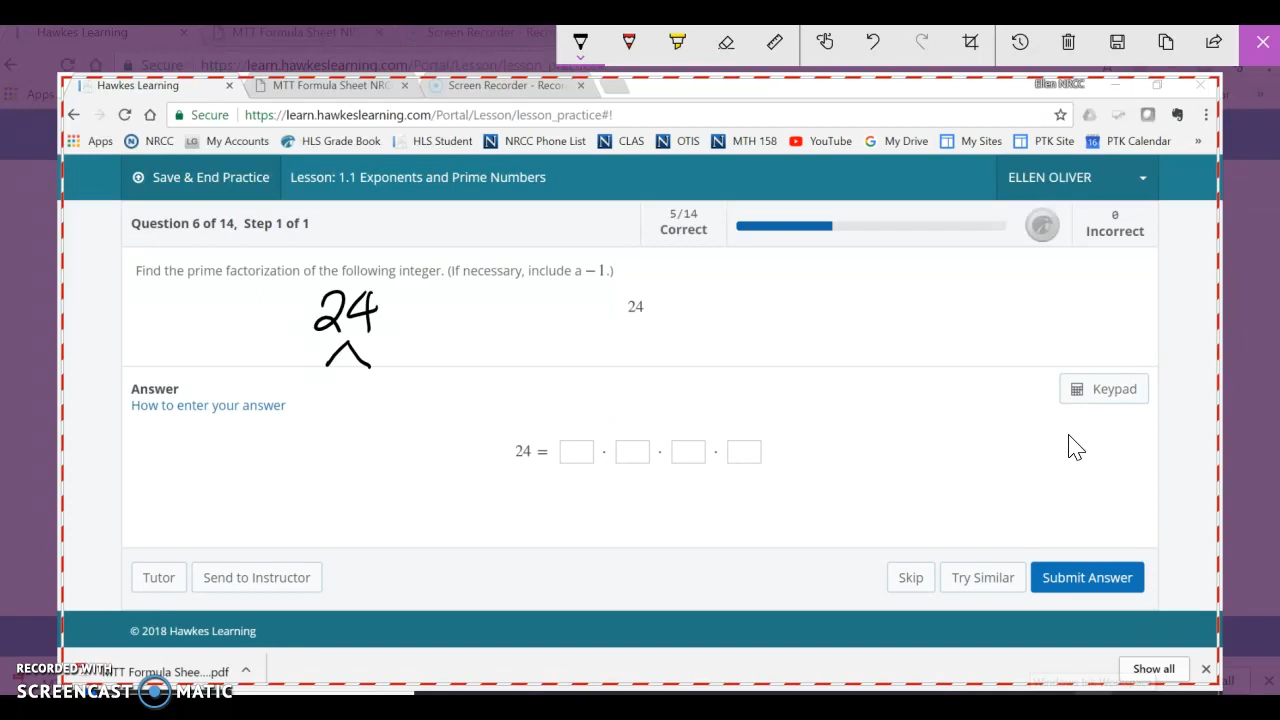 Hawkes Learning
MTT Formula Sheet NRC
Screen Recorder - Reco
Ellen NRCC
Secure
https://learn.hawkeslearning.com/Portal/Lesson/lesson_practice#!
Apps
NRCC
LG
My Accounts
HLS Grade Book
HLS Student
N
NRCC Phone List
N
CLAS
N
OTIS
N
MTH 158
YouTube
My Drive
My Sites
PTK Site
16
PTK Calendar
»
Save & End Practice
Lesson: 1.1 Exponents and Prime Numbers
ELLEN OLIVER
Question 6 of 14, Step 1 of 1
5/14
Correct
0
Incorrect
Find the prime factorization of the following integer. (If necessary, include a −1.)
24
24
Answer
How to enter your answer
Keypad
24 = · · ·
Tutor
Send to Instructor
Skip
Try Similar
Submit Answer
© 2018 Hawkes Learning
MTT Formula Shee....pdf
Show all
RECORDED WITH
SCREENCAST MATIC